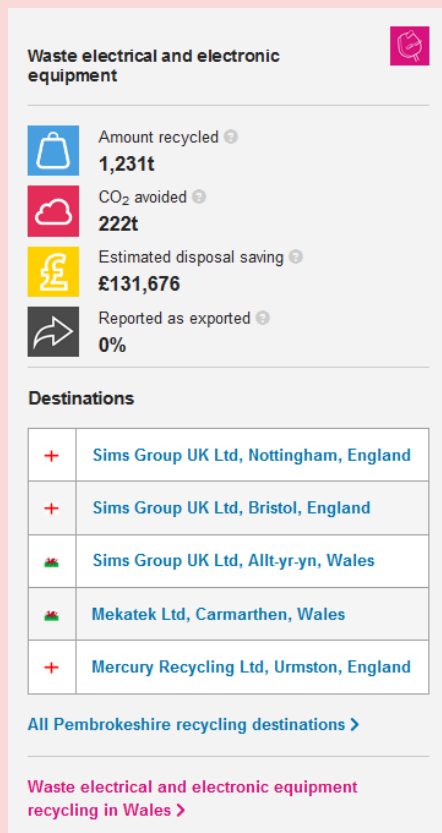 Waste electrical and electronic
equipment
Amount recycled
1,231t
CO₂ avoided
222t
Estimated disposal saving
£131,676
Reported as exported
0%
Destinations
Sims Group UK Ltd, Nottingham, England
Sims Group UK Ltd, Bristol, England
Sims Group UK Ltd, Allt-yr-yn, Wales
Mekatek Ltd, Carmarthen, Wales
Mercury Recycling Ltd, Urmston, England
All Pembrokeshire recycling destinations >
Waste electrical and electronic equipment
recycling in Wales >